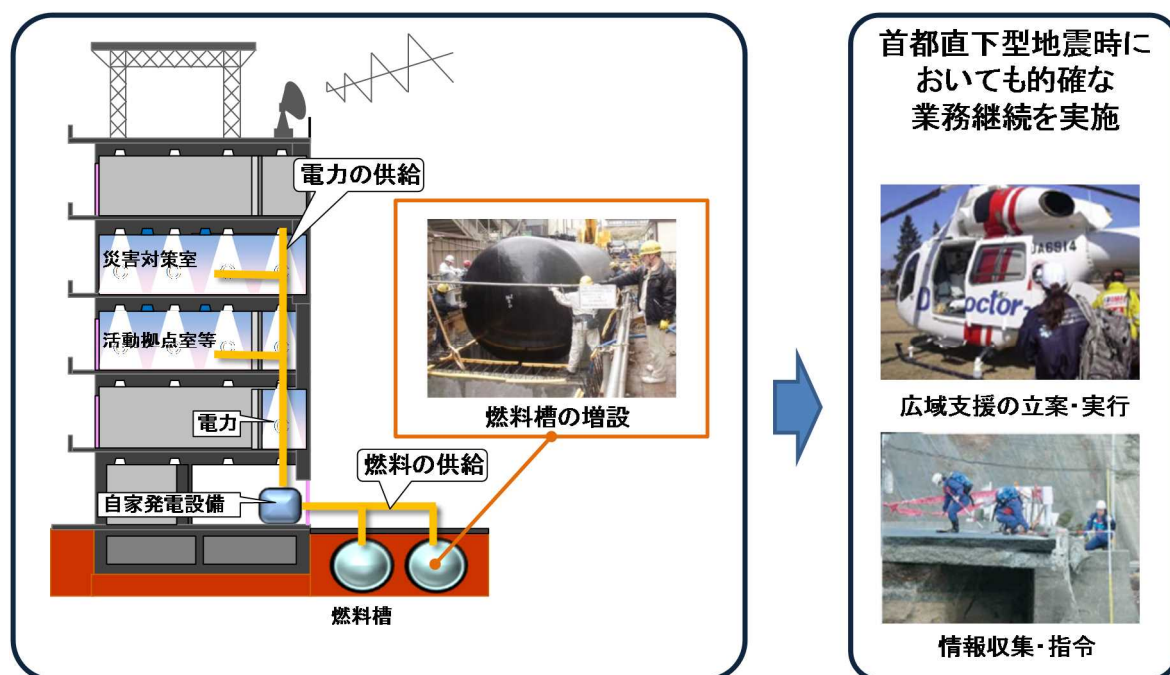 電力の供給
災害対策室
活動拠点室等
電力
自家発電設備
燃料の供給
燃料槽
燃料槽の増設
首都直下型地震時に
おいても的確な
業務継続を実施
JA6914
Doctor-
広域支援の立案・実行
情報収集・指令